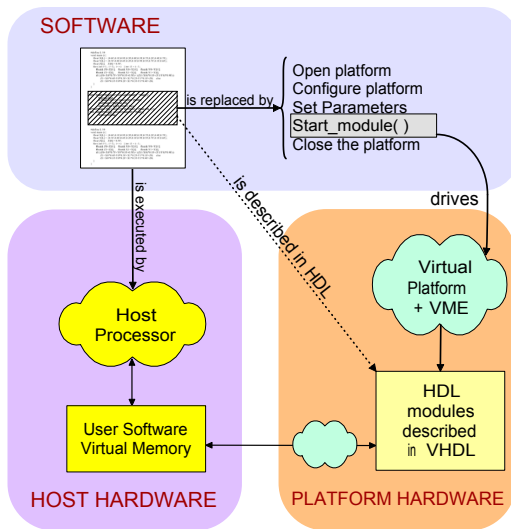 SOFTWARE
is replaced by
Open platform
Configure platform
Set Parameters
Start_module( )
Close the platform
is executed by
is described in HDL
drives
Host
Processor
Virtual
Platform
+ VME
User Software
Virtual Memory
HDL
modules
described
in VHDL
HOST HARDWARE
PLATFORM HARDWARE